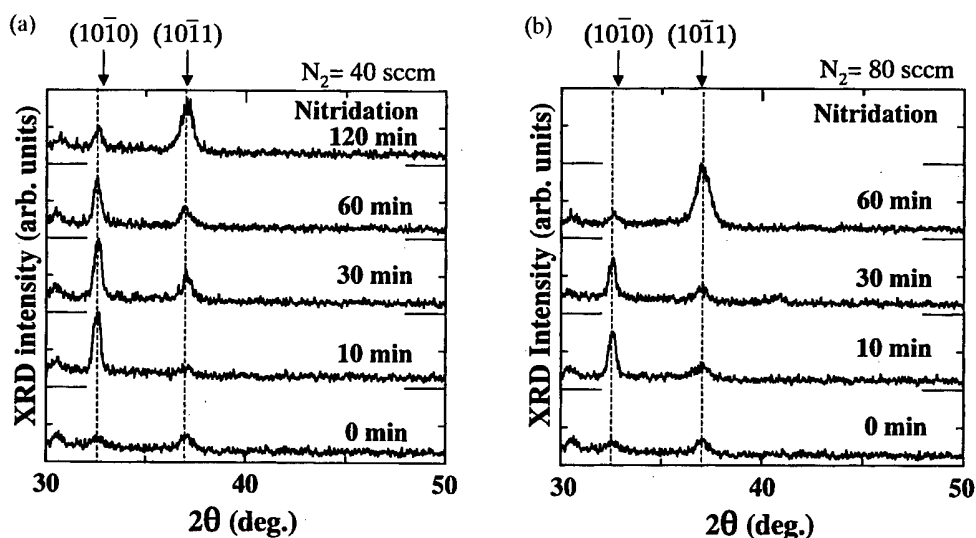 (a)
(101̄0) (101̄1)
N₂= 40 sccm
Nitridation
120 min
60 min
30 min
10 min
0 min
XRD intensity (arb. units)
30 40 50
2θ (deg.)
(b)
(101̄0) (101̄1)
N₂= 80 sccm
Nitridation
60 min
30 min
10 min
0 min
XRD Intensity (arb. units)
30 40 50
2θ (deg.)